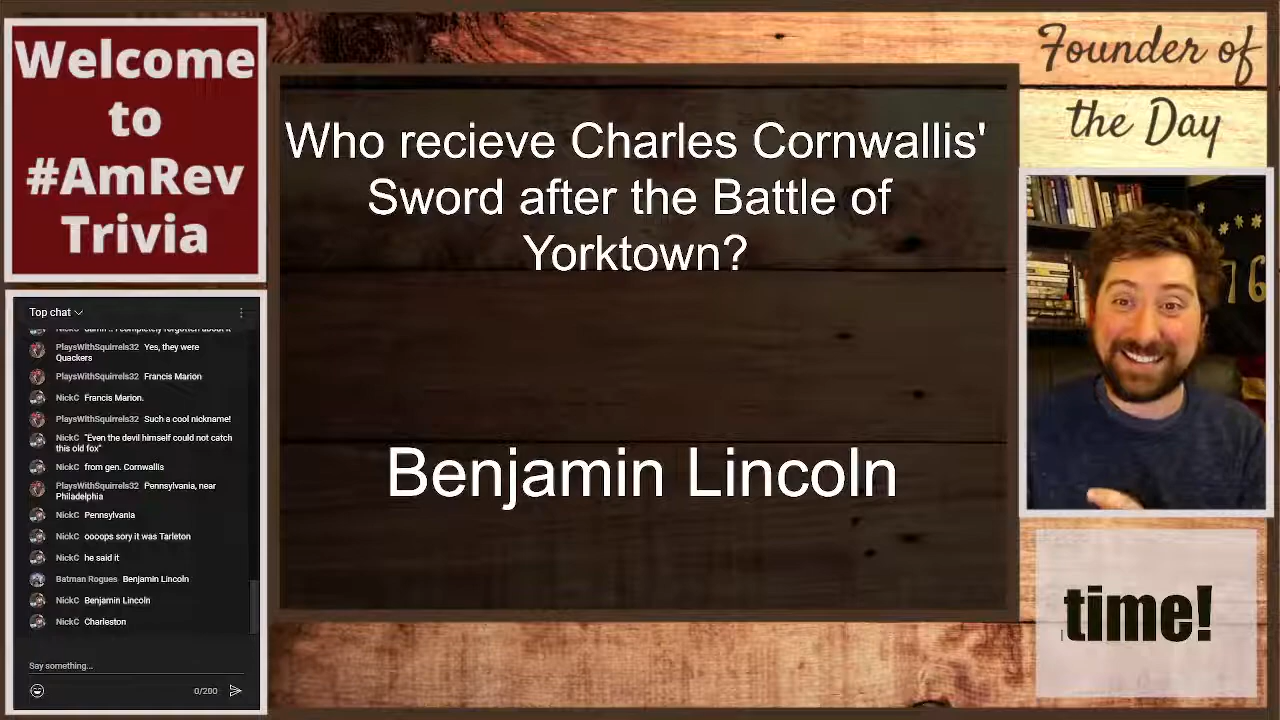 Welcome
to
#AmRev
Trivia
Who recieve Charles Cornwallis'
Sword after the Battle of
Yorktown?
Benjamin Lincoln
Founder of
the Day
76
time!
Top chat
PlaysWithSquirrels32 Yes, they were
Quackers
PlaysWithSquirrels32 Francis Marion
NickC Francis Marion.
PlaysWithSquirrels32 Such a cool nickname!
NickC "Even the devil himself could not catch
this old fox"
NickC from gen. Cornwallis
PlaysWithSquirrels32 Pennsylvania, near
Philadelphia
NickC Pennsylvania
NickC oooops sory it was Tarleton
NickC he said it
Batman Rogues Benjamin Lincoln
NickC Benjamin Lincoln
NickC Charleston
Say something...
0/200